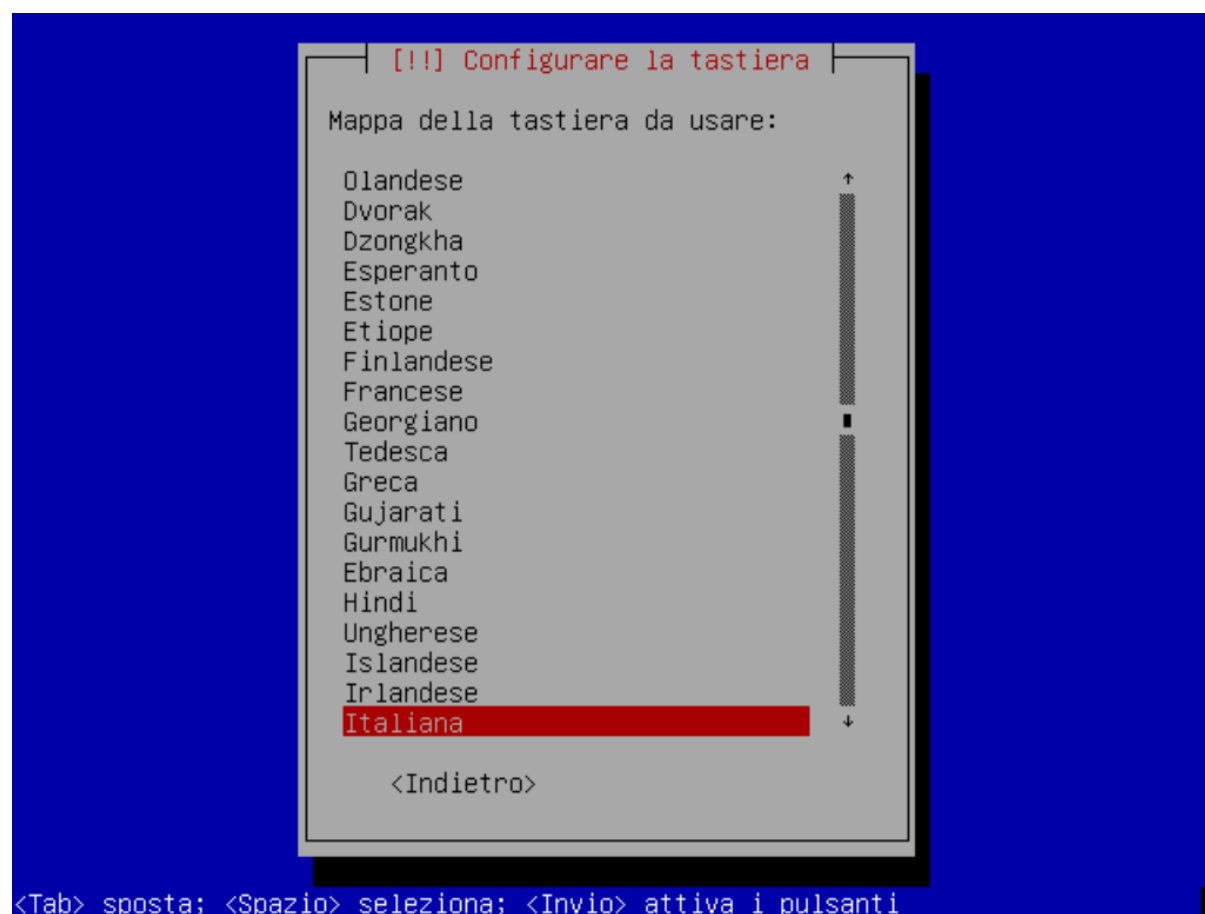 [!!] Configurare la tastiera
Mappa della tastiera da usare:
Olandese
Dvorak
Dzongkha
Esperanto
Estone
Etiope
Finlandese
Francese
Georgiano
Tedesca
Greca
Gujarati
Gurmukhi
Ebraica
Hindi
Ungherese
Islandese
Irlandese
Italiana
<Indietro>
<Tab> sposta; <Spazio> seleziona; <Invio> attiva i pulsanti